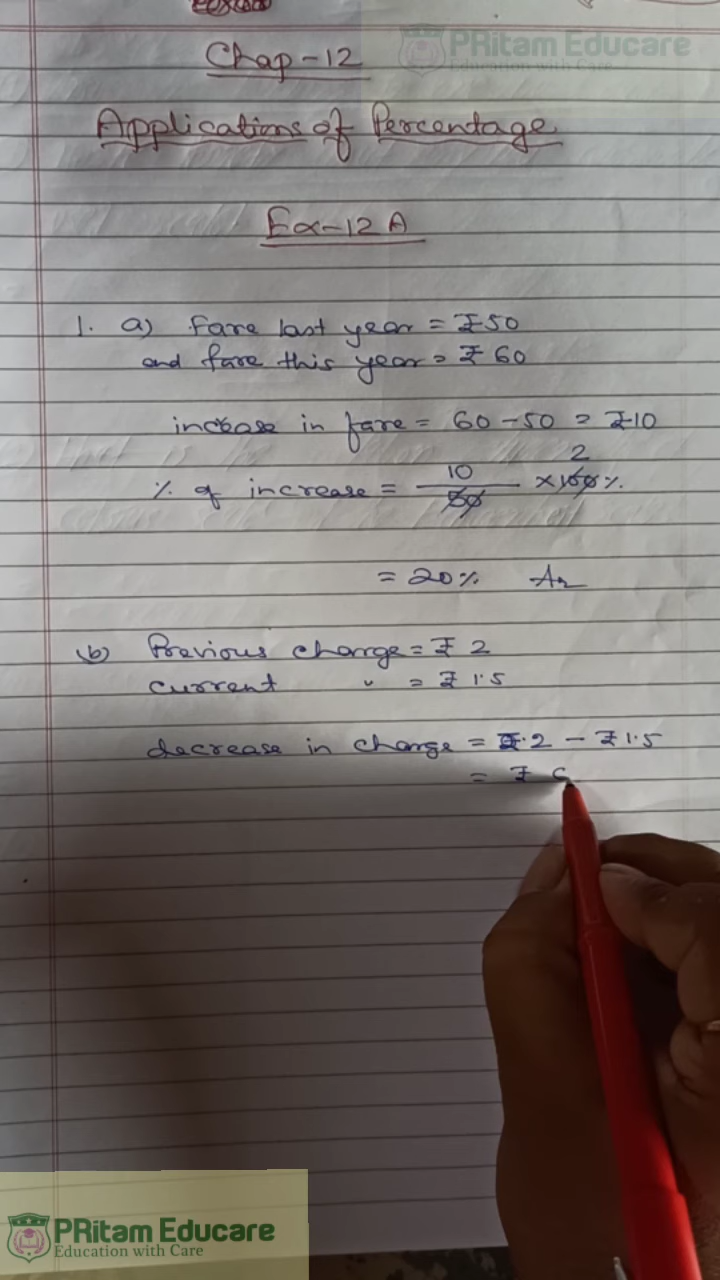 Chap-12
PRitam Educare
Education with Care
Applications of Percentage
Ex-12 A
1. a) Fare last year = ₹50
and fare this year = ₹ 60
increase in fare = 60 - 50 = ₹10
% of increase = 10/50 × 100 %
2
= 20% An
(b) Previous charge = ₹ 2
current " = ₹ 1.5
decrease in charge = ₹.2 - ₹1.5
= ₹
PRitam Educare
Education with Care